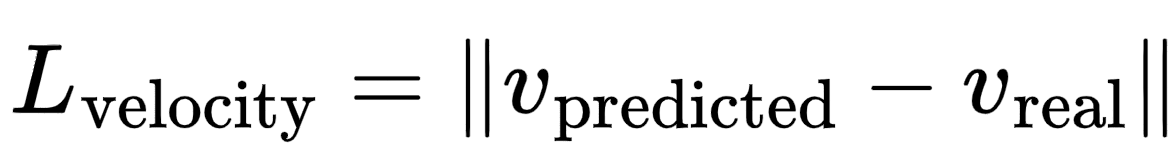 L_velocity = ‖v_predicted − v_real‖